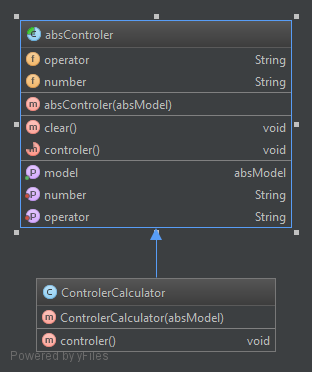 absControler
operator String
number String
absControler(absModel)
clear() void
controler() void
model absModel
number String
operator String
ControlerCalculator
ControlerCalculator(absModel)
controler() void
Powered by yFiles